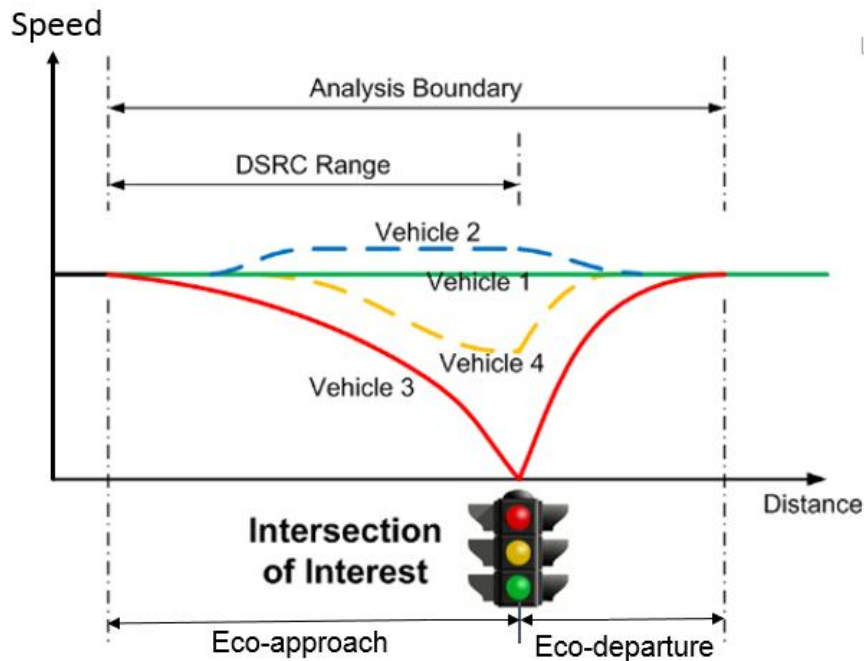 Speed
Analysis Boundary
DSRC Range
Vehicle 2
Vehicle 1
Vehicle 4
Vehicle 3
Distance
Intersection
of Interest
Eco-approach
Eco-departure